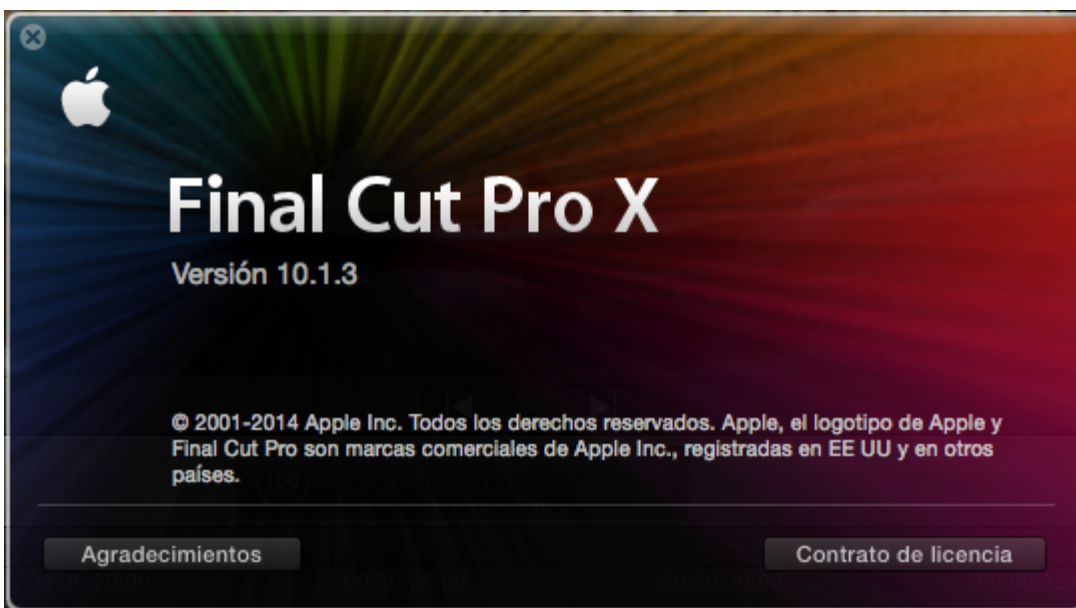 Final Cut Pro X
Versión 10.1.3
© 2001-2014 Apple Inc. Todos los derechos reservados. Apple, el logotipo de Apple y
Final Cut Pro son marcas comerciales de Apple Inc., registradas en EE UU y en otros
países.
100
Agradecimientos
Contrato de licencia